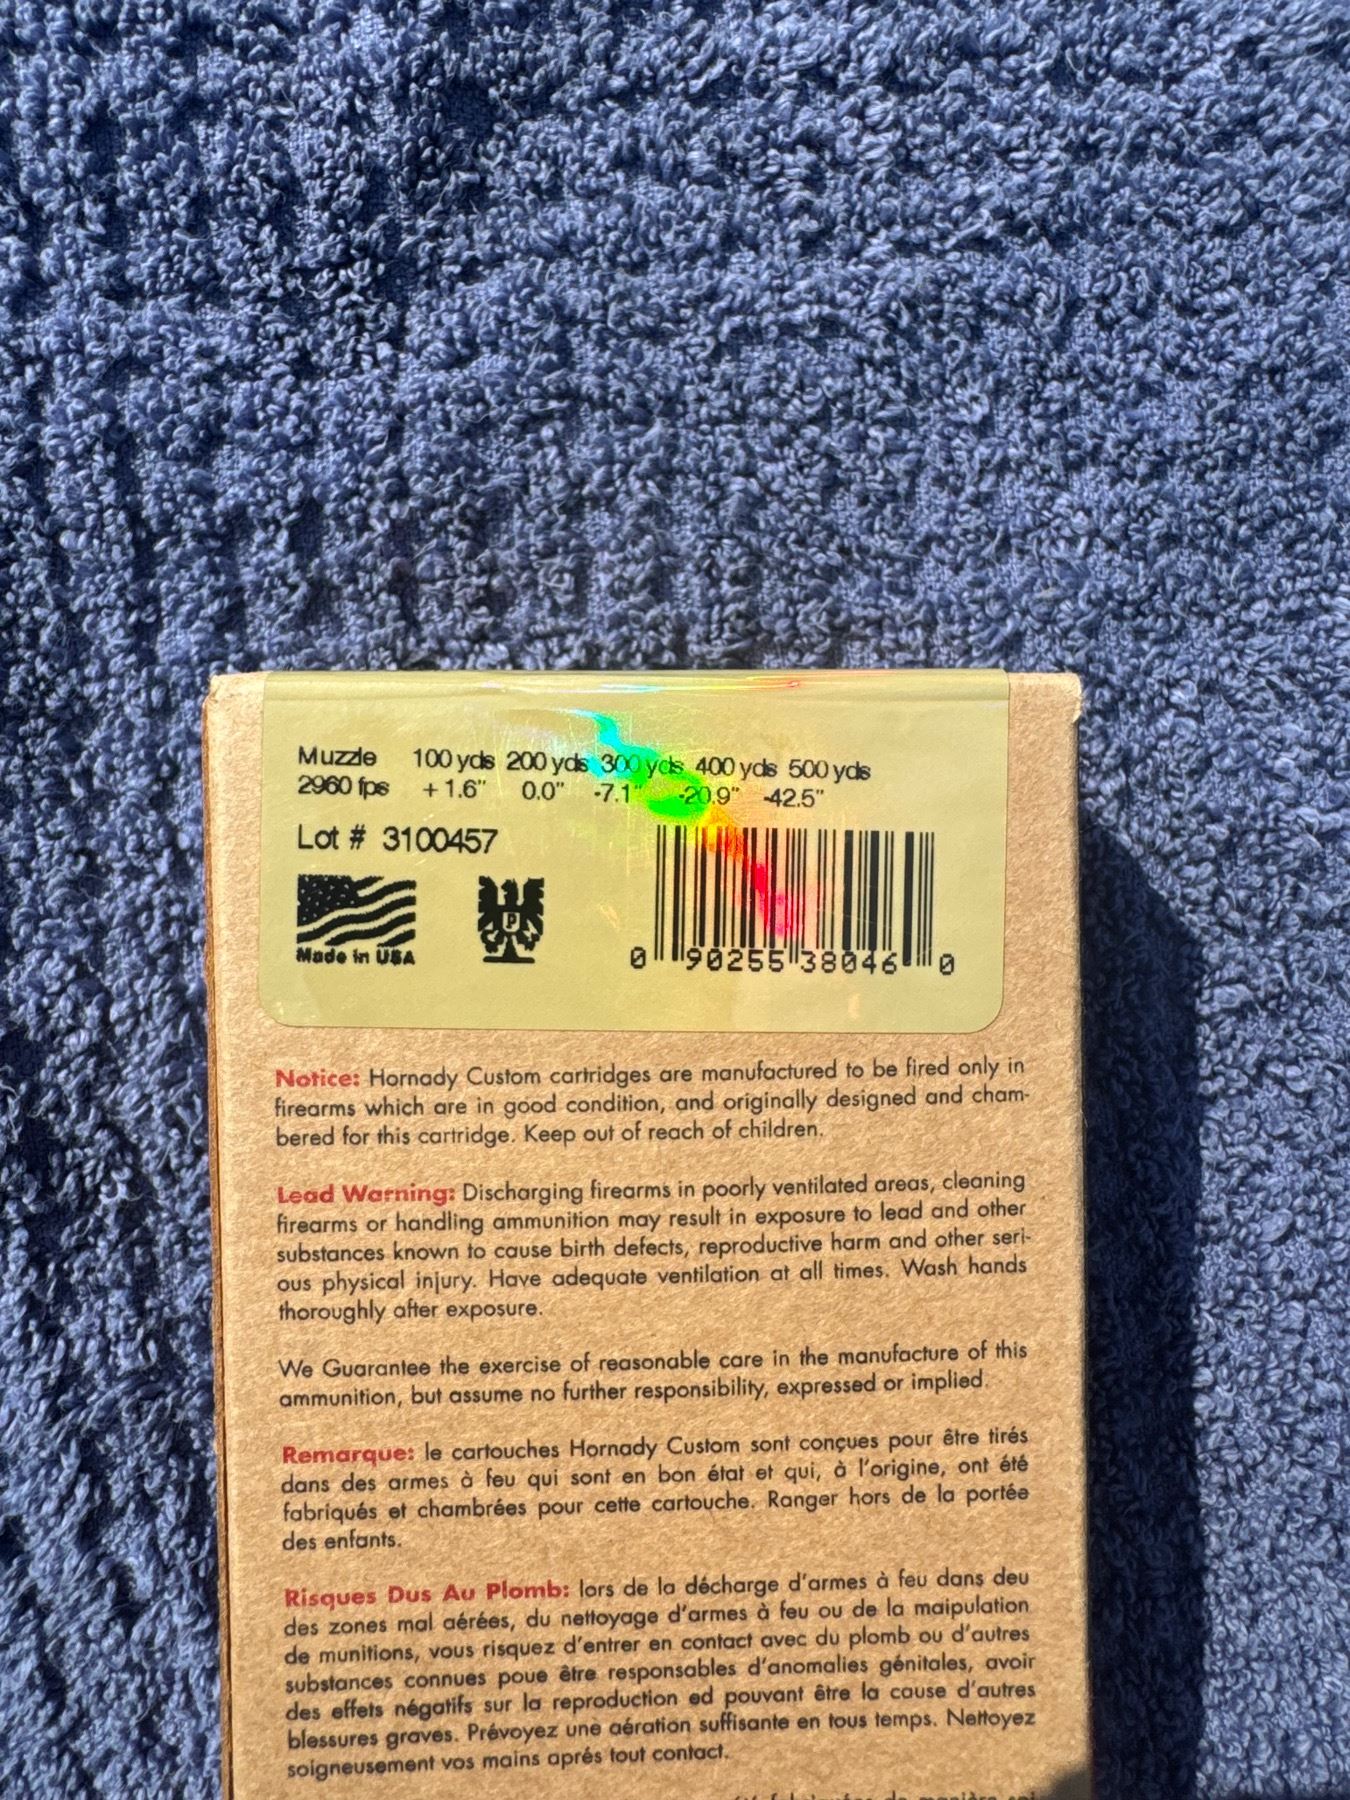 Muzzle 100 yds 200 yds 300 yds 400 yds 500 yds
2960 fps + 1.6" 0.0" -7.1" -20.9" -42.5"
Lot # 3100457
Made in USA
P
0 90255 38046 0
Notice: Hornady Custom cartridges are manufactured to be fired only in
firearms which are in good condition, and originally designed and cham-
bered for this cartridge. Keep out of reach of children.
Lead Warning: Discharging firearms in poorly ventilated areas, cleaning
firearms or handling ammunition may result in exposure to lead and other
substances known to cause birth defects, reproductive harm and other seri-
ous physical injury. Have adequate ventilation at all times. Wash hands
thoroughly after exposure.
We Guarantee the exercise of reasonable care in the manufacture of this
ammunition, but assume no further responsibility, expressed or implied.
Remarque: le cartouches Hornady Custom sont conçues pour être tirés
dans des armes à feu qui sont en bon état et qui, à l'origine, ont été
fabriqués et chambrées pour cette cartouche. Ranger hors de la portée
des enfants.
Risques Dus Au Plomb: lors de la décharge d'armes à feu dans deu
des zones mal aérées, du nettoyage d'armes à feu ou de la maipulation
de munitions, vous risquez d'entrer en contact avec du plomb ou d'autres
substances connues poue être responsables d'anomalies génitales, avoir
des effets négatifs sur la reproduction ed pouvant être la cause d'autres
blessures graves. Prévoyez une aération suffisante en tous temps. Nettoyez
soigneusement vos mains aprés tout contact.
fabriquées de manière